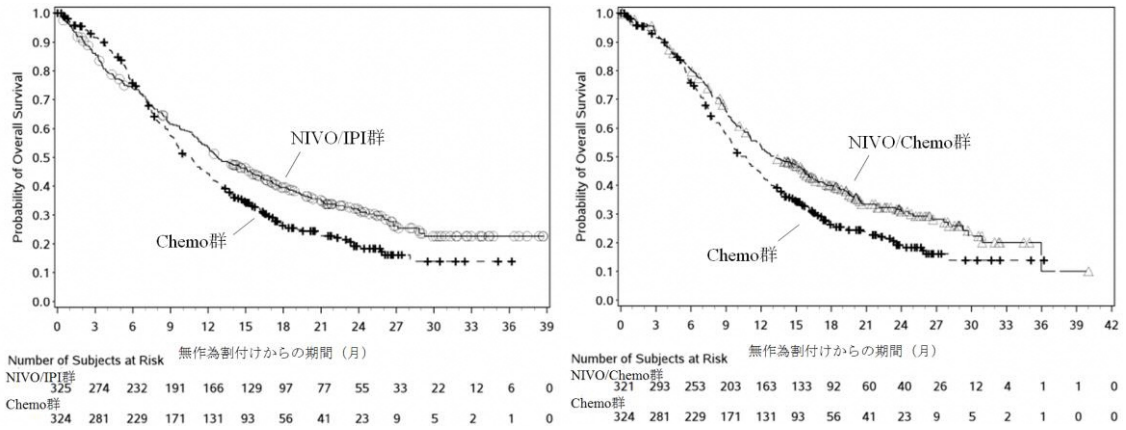 1.0
0.9
0.8
0.7
0.6
0.5
0.4
0.3
0.2
0.1
0.0
Probability of Overall Survival
NIVO/IPI群
Chemo群
0 3 6 9 12 15 18 21 24 27 30 33 36 39
無作為割付けからの期間（月）
Number of Subjects at Risk
NIVO/IPI群
325 274 232 191 166 129 97 77 55 33 22 12 6 0
Chemo群
324 281 229 171 131 93 56 41 23 9 5 2 1 0
1.0
0.9
0.8
0.7
0.6
0.5
0.4
0.3
0.2
0.1
0.0
Probability of Overall Survival
NIVO/Chemo群
Chemo群
0 3 6 9 12 15 18 21 24 27 30 33 36 39 42
無作為割付けからの期間（月）
Number of Subjects at Risk
NIVO/Chemo群
321 293 253 203 163 133 92 60 40 26 12 4 1 1 0
Chemo群
324 281 229 171 131 93 56 41 23 9 5 2 1 0 0